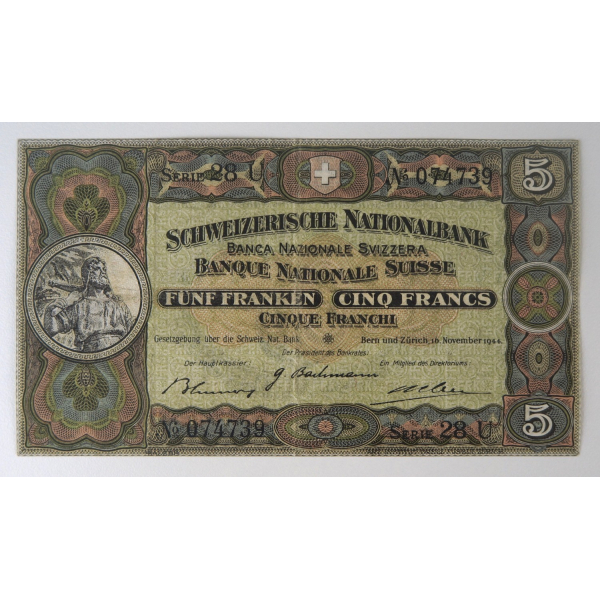 SERIE 28 U No 074739 5
SCHWEIZERISCHE NATIONALBANK
BANCA NAZIONALE SVIZZERA
BANQUE NATIONALE SUISSE
FÜNF FRANKEN CINQ FRANCS
CINQUE FRANCHI
Gesetzgebung über die Schweiz. Nat. Bank Bern und Zürich, 16 November 1944.
Der Präsident des Bankrates:
Der Hauptkassier: Ein Mitglied des Direktoriums:
G. Bachmann
No 074739 SERIE 28 U 5